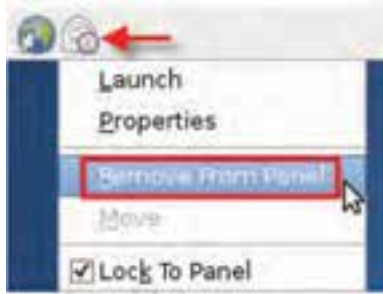 Launch
Properties
Remove From Panel
Move
Lock To Panel